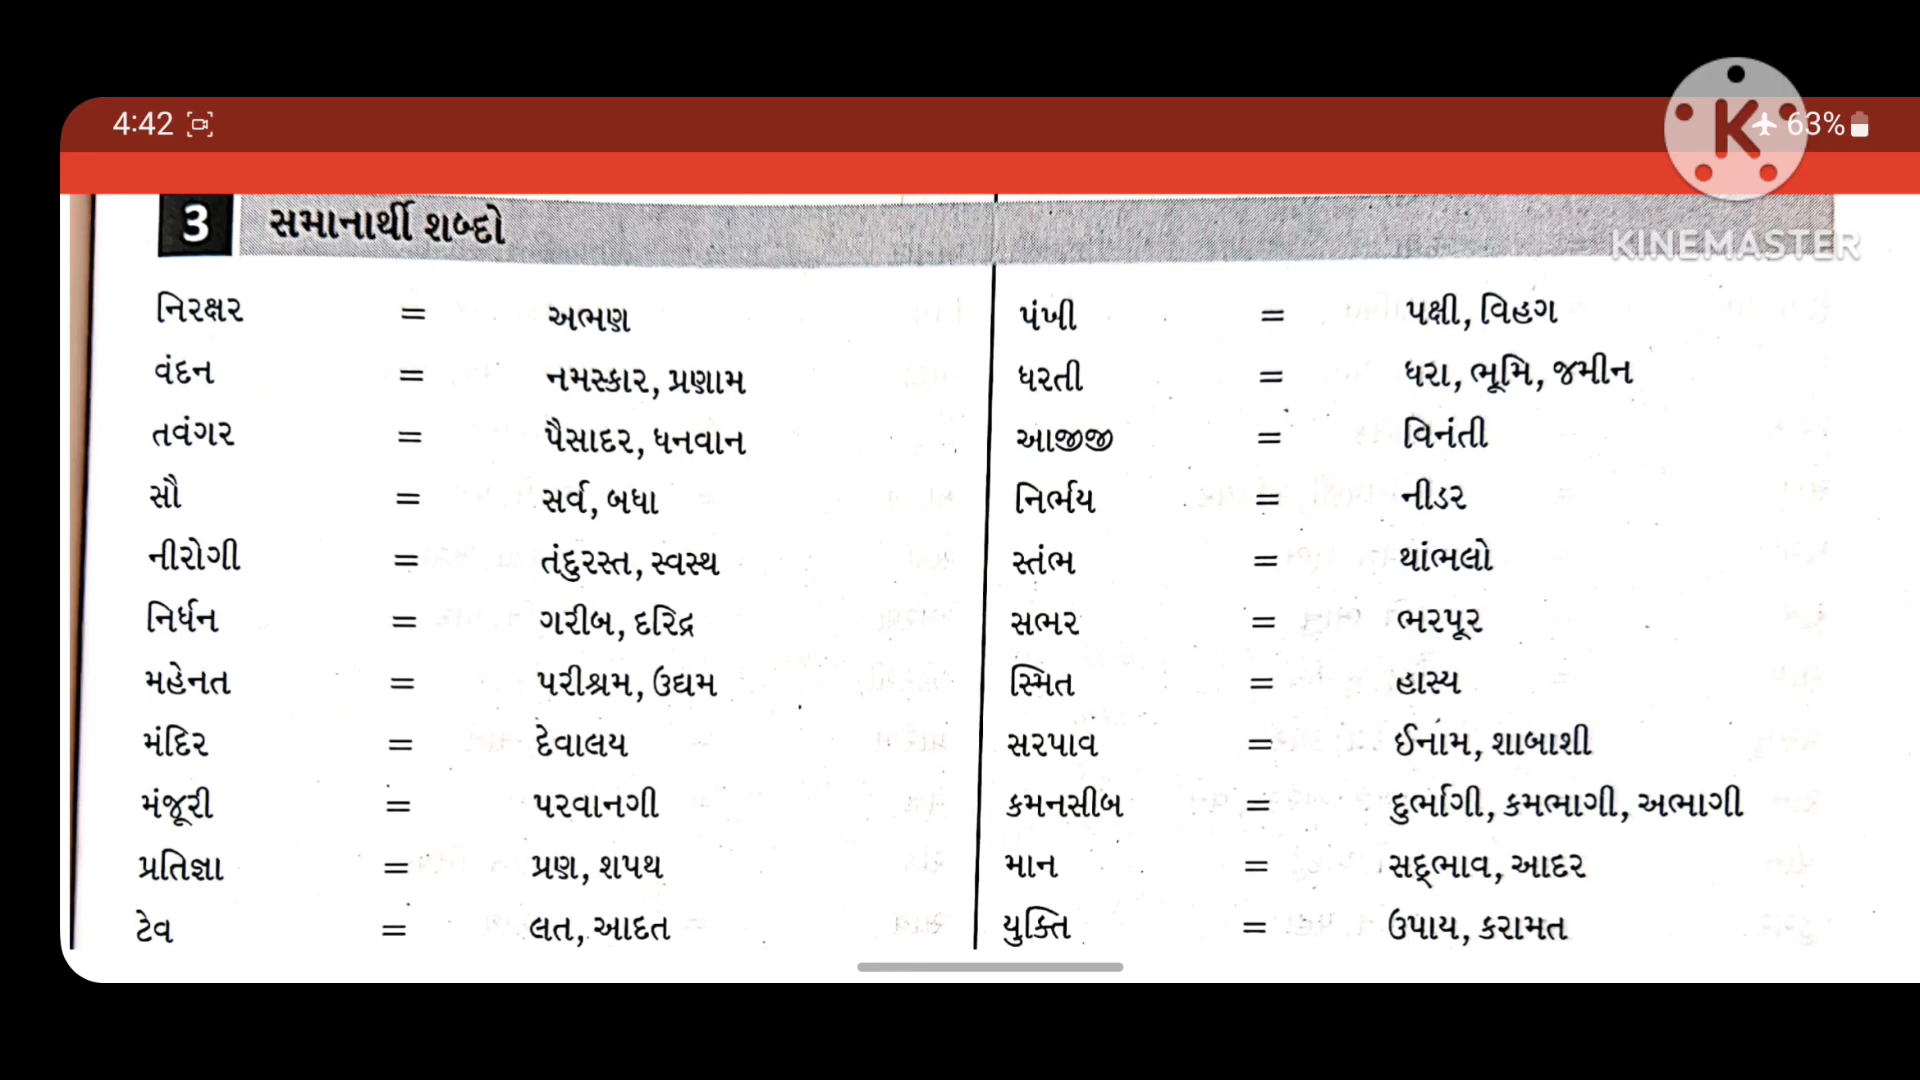 4:42
63%
K
KINEMASTER
3 સમાનાર્થી શબ્દો
નિરક્ષર = અભણ
વંદન = નમસ્કાર, પ્રણામ
તવંગર = પૈસાદર, ધનવાન
સૌ = સર્વ, બધા
નીરોગી = તંદુરસ્ત, સ્વસ્થ
નિર્ધન = ગરીબ, દરિદ્ર
મહેનત = પરીશ્રમ, ઉદ્યમ
મંદિર = દેવાલય
મંજૂરી = પરવાનગી
પ્રતિજ્ઞા = પ્રણ, શપથ
ટેવ = લત, આદત
પંખી = પક્ષી, વિહગ
ધરતી = ધરા, ભૂમિ, જમીન
આજીજી = વિનંતી
નિર્ભય = નીડર
સ્તંભ = થાંભલો
સભર = ભરપૂર
સ્મિત = હાસ્ય
સરપાવ = ઈનામ, શાબાશી
કમનસીબ = દુર્ભાગી, કમભાગી, અભાગી
માન = સદ્‌ભાવ, આદર
યુક્તિ = ઉપાય, કરામત